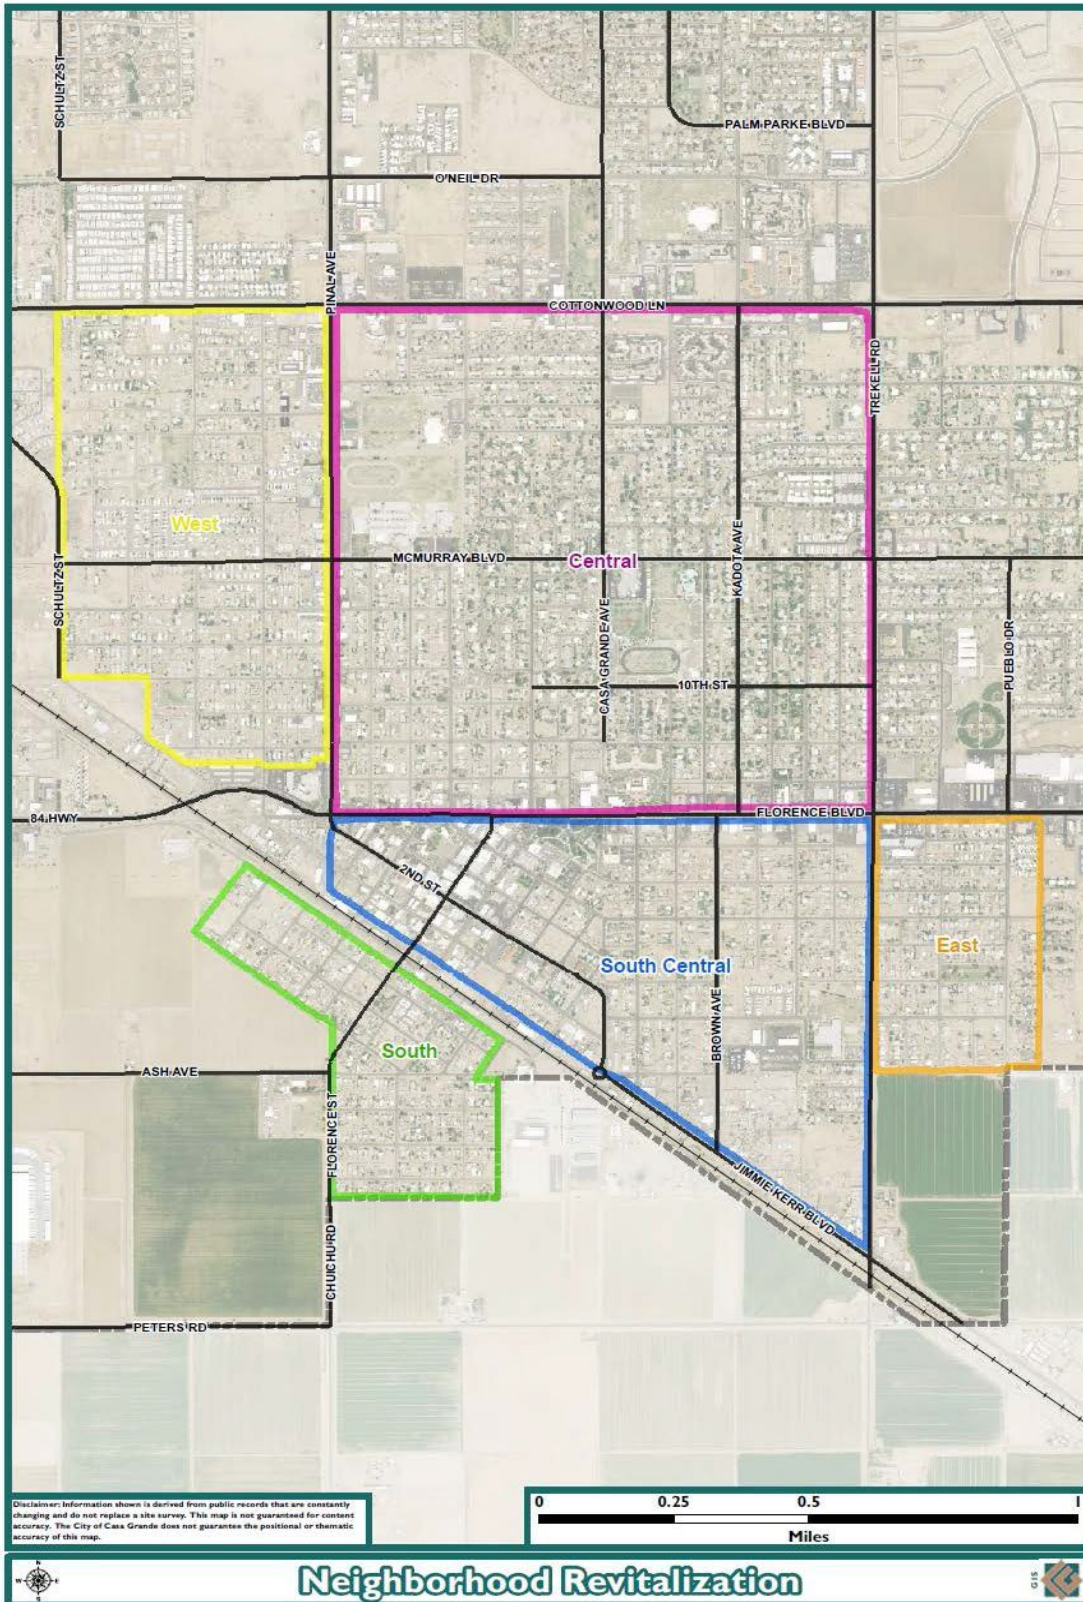 SCHULTZ ST
PALM PARKE BLVD
O'NEIL DR
PINAL AVE
COTTONWOOD LN
TREKELL RD
West
MCMURRAY BLVD
Central
KADOTA AVE
SCHULTZ ST
CASA GRANDE AVE
PUEBLO DR
10TH ST
84 HWY
FLORENCE BLVD
2ND ST
East
South Central
BROWN AVE
South
ASH AVE
FLORENCE ST
JIMMIE KERR BLVD
CHUICHU RD
PETERS RD
Disclaimer: Information shown is derived from public records that are constantly
changing and do not replace a site survey. This map is not guaranteed for content
accuracy. The City of Casa Grande does not guarantee the positional or thematic
accuracy of this map.
0 0.25 0.5 1
Miles
N
W E
S
Neighborhood Revitalization
GIS